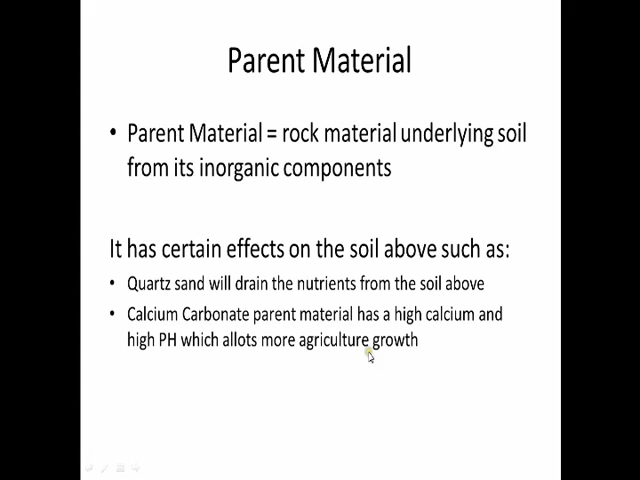 Parent Material
• Parent Material = rock material underlying soil
from its inorganic components
It has certain effects on the soil above such as:
• Quartz sand will drain the nutrients from the soil above
• Calcium Carbonate parent material has a high calcium and
high PH which allots more agriculture growth